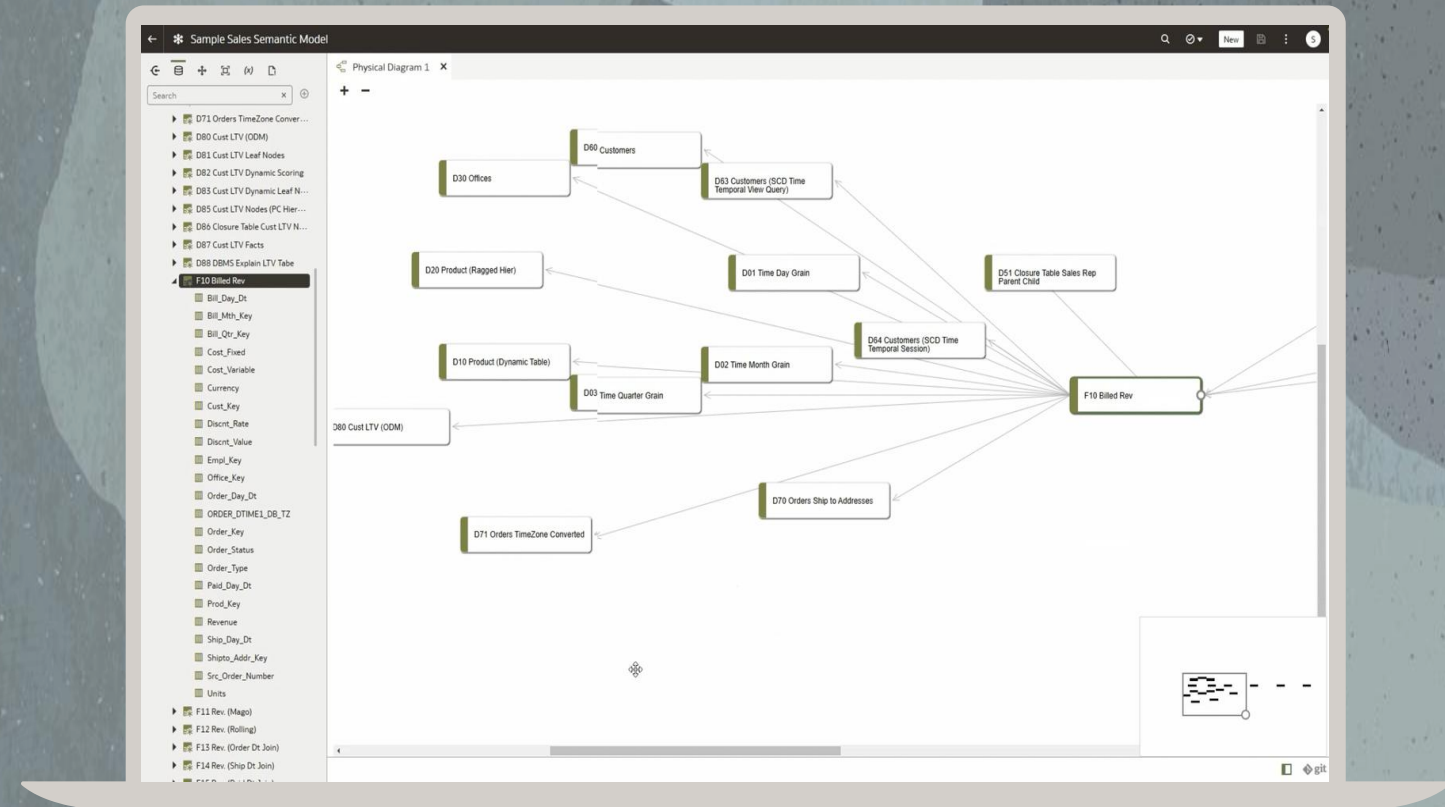 Sample Sales Semantic Model
New
S
Physical Diagram 1
Search
D71 Orders TimeZone Conver...
D80 Cust LTV (ODM)
D81 Cust LTV Leaf Nodes
D82 Cust LTV Dynamic Scoring
D83 Cust LTV Dynamic Leaf N...
D85 Cust LTV Nodes (PC Hier...
D86 Closure Table Cust LTV N...
D87 Cust LTV Facts
D88 DBMS Explain LTV Tabe
F10 Billed Rev
Bill_Day_Dt
Bill_Mth_Key
Bill_Qtr_Key
Cost_Fixed
Cost_Variable
Currency
Cust_Key
Discnt_Rate
Discnt_Value
Empl_Key
Office_Key
Order_Day_Dt
ORDER_DTIME1_DB_TZ
Order_Key
Order_Status
Order_Type
Paid_Day_Dt
Prod_Key
Revenue
Ship_Day_Dt
Shipto_Addr_Key
Src_Order_Number
Units
F11 Rev. (Mago)
F12 Rev. (Rolling)
F13 Rev. (Order Dt Join)
F14 Rev. (Ship Dt Join)
D60 Customers
D30 Offices
D63 Customers (SCD Time
Temporal View Query)
D20 Product (Ragged Hier)
D01 Time Day Grain
D51 Closure Table Sales Rep
Parent Child
D64 Customers (SCD Time
Temporal Session)
D10 Product (Dynamic Table)
D02 Time Month Grain
D03 Time Quarter Grain
F10 Billed Rev
D80 Cust LTV (ODM)
D70 Orders Ship to Addresses
D71 Orders TimeZone Converted
git